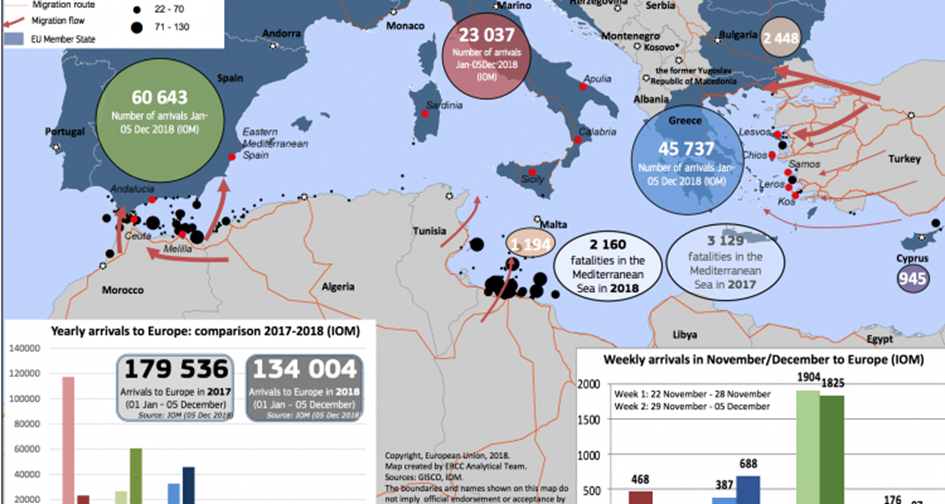 Migration route
Migration flow
EU Member State
22 - 70
71 - 130
Monaco
Marino
Herzegovina
Serbia
Andorra
Montenegro
Kosovo*
Bulgaria
2 448
the former Yugoslav
Republic of Macedonia
23 037
Number of arrivals
Jan-05Dec 2018
(IOM)
Spain
60 643
Number of arrivals Jan-
05 Dec 2018 (IOM)
Portugal
Sardinia
Apulia
Albania
Greece
45 737
Number of arrivals Jan-
05 Dec 2018 (IOM)
Lesvos
Chios
Samos
Leros
Kos
Turkey
Eastern
Mediterranean
Spain
Calabria
Sicily
Andalucia
Ceuta
Melilla
Tunisia
Malta
1 194
2 160
fatalities in the
Mediterranean
Sea in 2018
3 129
fatalities in the
Mediterranean
Sea in 2017
Cyprus
945
Morocco
Algeria
Libya
Egypt
Yearly arrivals to Europe: comparison 2017-2018 (IOM)
140000
120000
100000
80000
60000
40000
20000
179 536
Arrivals to Europe in 2017
(01 Jan – 05 December)
Source: IOM (05 Dec 2018)
134 004
Arrivals to Europe in 2018
(01 Jan – 05 December)
Source: IOM (05 Dec 2018)
Copyright, European Union, 2018.
Map created by ERCC Analytical Team.
Sources: GISCO, IOM.
The boundaries and names shown on this map do
not imply official endorsement or acceptance by
Weekly arrivals in November/December to Europe (IOM)
Week 1: 22 November - 28 November
Week 2: 29 November - 05 December
2000
1500
1000
500
468
387
688
1904
1825
176